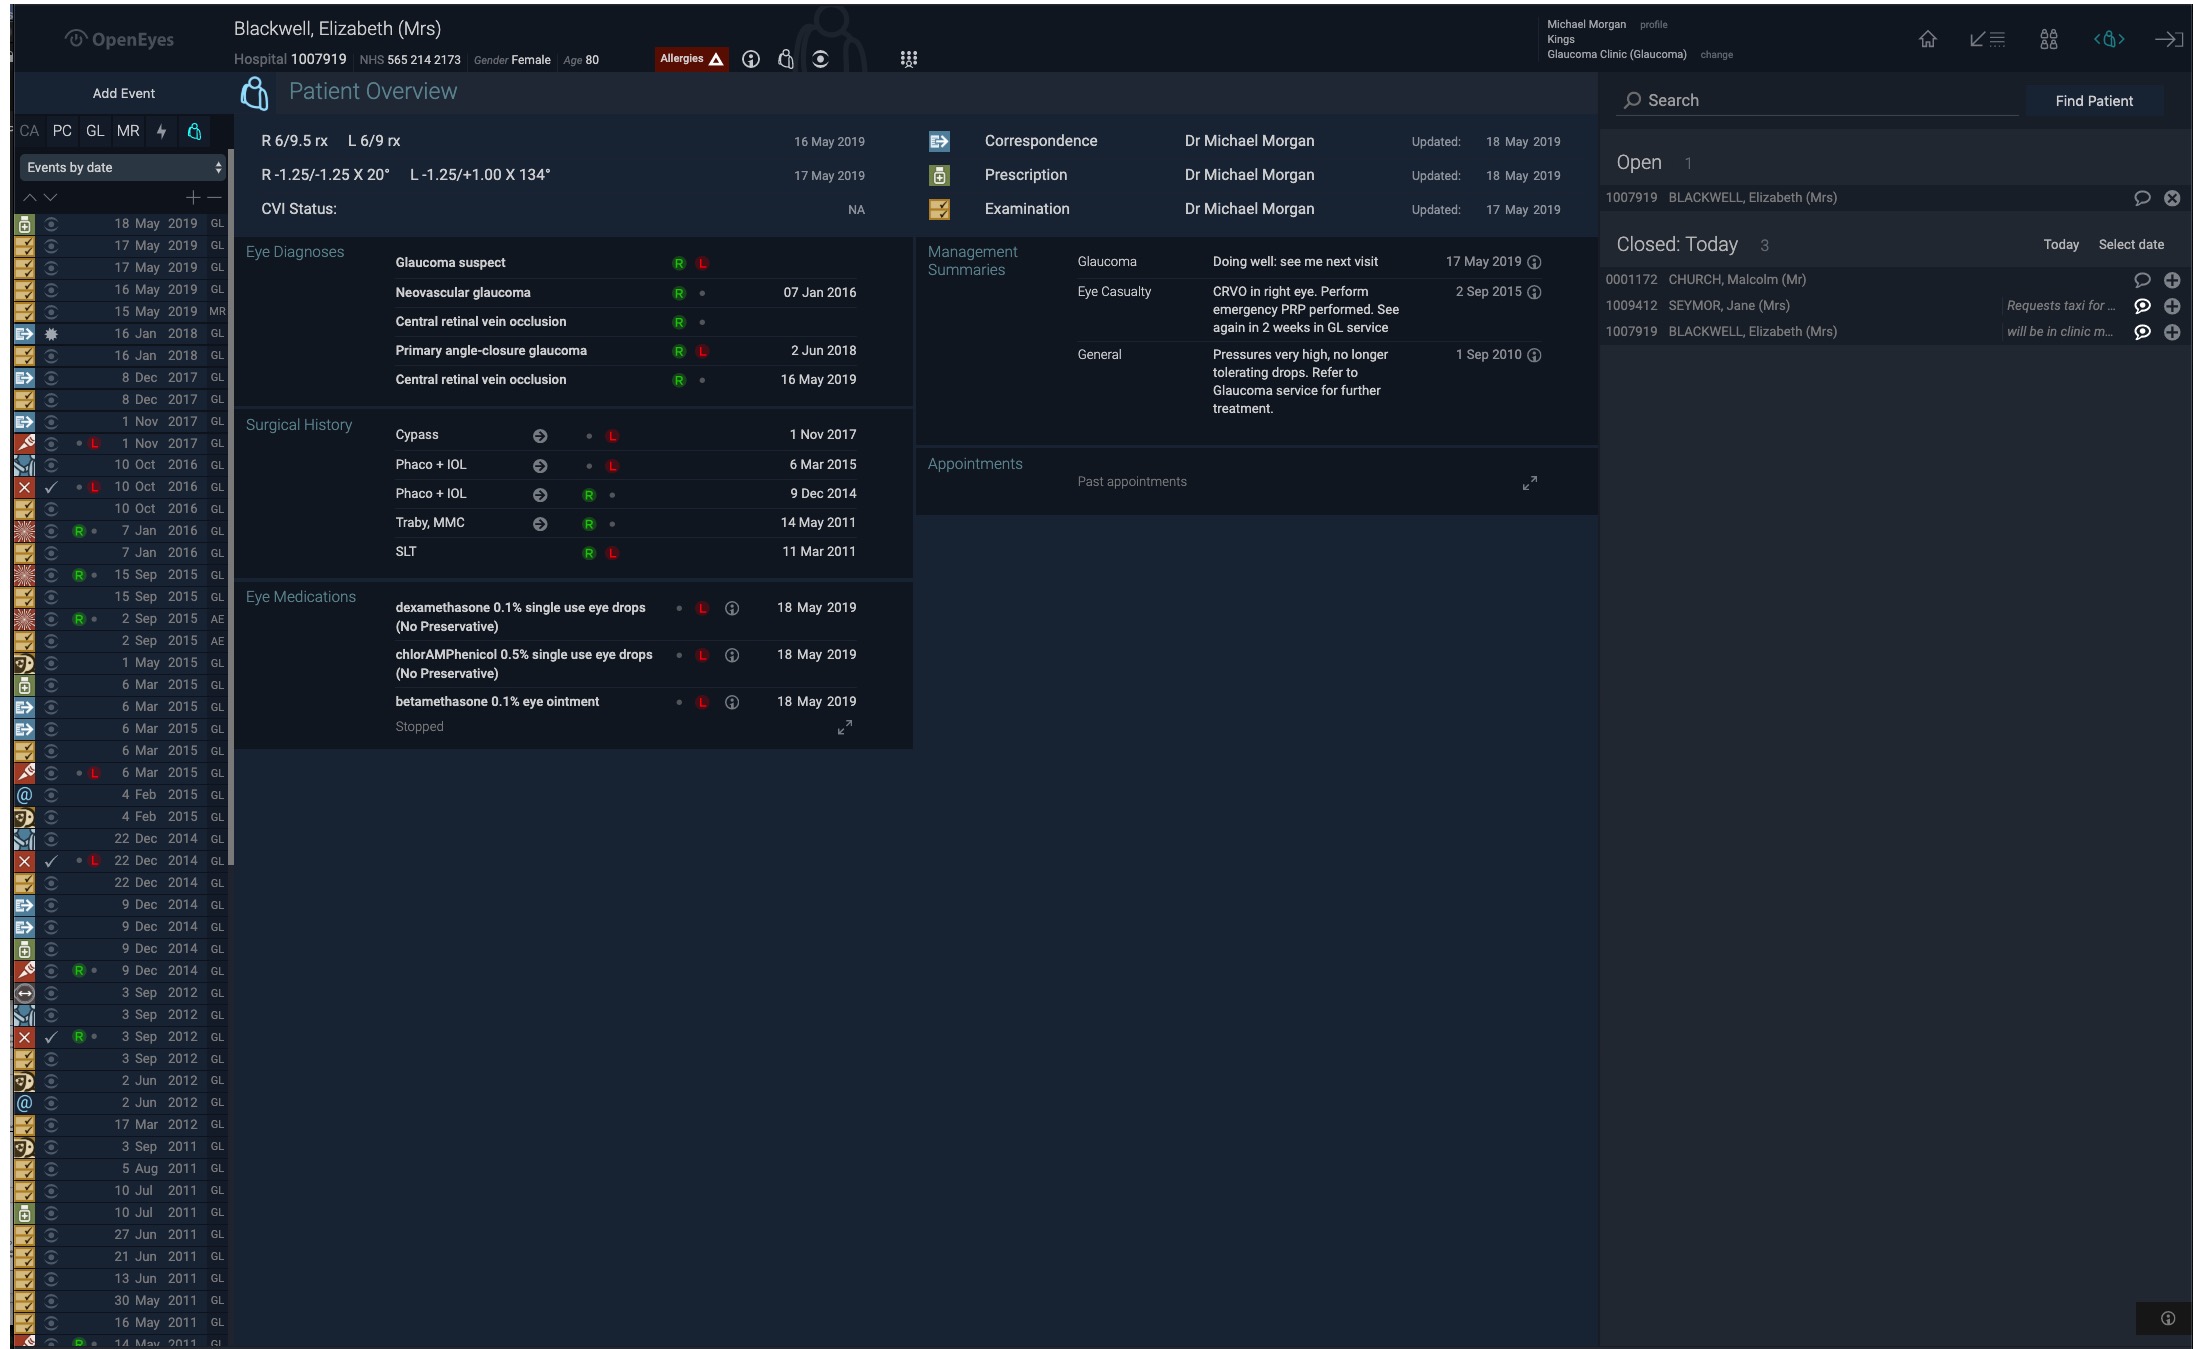 OpenEyes
Blackwell, Elizabeth (Mrs)
Hospital 1007919 NHS 565 214 2173 Gender Female Age 80
Allergies
Michael Morgan profile
Kings
Glaucoma Clinic (Glaucoma) change
Add Event
CA PC GL MR
Events by date
18 May 2019 GL
17 May 2019 GL
17 May 2019 GL
16 May 2019 GL
15 May 2019 MR
16 Jan 2018 GL
16 Jan 2018 GL
8 Dec 2017 GL
8 Dec 2017 GL
1 Nov 2017 GL
L 1 Nov 2017 GL
10 Oct 2016 GL
L 10 Oct 2016 GL
10 Oct 2016 GL
R 7 Jan 2016 GL
7 Jan 2016 GL
R 15 Sep 2015 GL
15 Sep 2015 GL
R 2 Sep 2015 AE
2 Sep 2015 AE
1 May 2015 GL
6 Mar 2015 GL
6 Mar 2015 GL
6 Mar 2015 GL
6 Mar 2015 GL
L 6 Mar 2015 GL
@ 4 Feb 2015 GL
4 Feb 2015 GL
22 Dec 2014 GL
L 22 Dec 2014 GL
22 Dec 2014 GL
9 Dec 2014 GL
9 Dec 2014 GL
9 Dec 2014 GL
R 9 Dec 2014 GL
3 Sep 2012 GL
3 Sep 2012 GL
R 3 Sep 2012 GL
3 Sep 2012 GL
2 Jun 2012 GL
@ 2 Jun 2012 GL
17 Mar 2012 GL
3 Sep 2011 GL
5 Aug 2011 GL
10 Jul 2011 GL
10 Jul 2011 GL
27 Jun 2011 GL
21 Jun 2011 GL
13 Jun 2011 GL
30 May 2011 GL
16 May 2011 GL
R 14 May 2011 GL
Patient Overview
R 6/9.5 rx L 6/9 rx 16 May 2019
R -1.25/-1.25 X 20° L -1.25/+1.00 X 134° 17 May 2019
CVI Status: NA
Correspondence Dr Michael Morgan Updated: 18 May 2019
Prescription Dr Michael Morgan Updated: 18 May 2019
Examination Dr Michael Morgan Updated: 17 May 2019
Eye Diagnoses
Glaucoma suspect R L
Neovascular glaucoma R 07 Jan 2016
Central retinal vein occlusion R
Primary angle-closure glaucoma R L 2 Jun 2018
Central retinal vein occlusion R 16 May 2019
Surgical History
Cypass L 1 Nov 2017
Phaco + IOL L 6 Mar 2015
Phaco + IOL R 9 Dec 2014
Traby, MMC R 14 May 2011
SLT R L 11 Mar 2011
Eye Medications
dexamethasone 0.1% single use eye drops L 18 May 2019
(No Preservative)
chlorAMPhenicol 0.5% single use eye drops L 18 May 2019
(No Preservative)
betamethasone 0.1% eye ointment L 18 May 2019
Stopped
Management
Summaries
Glaucoma Doing well: see me next visit 17 May 2019
Eye Casualty CRVO in right eye. Perform 2 Sep 2015
emergency PRP performed. See
again in 2 weeks in GL service
General Pressures very high, no longer 1 Sep 2010
tolerating drops. Refer to
Glaucoma service for further
treatment.
Appointments
Past appointments
Search Find Patient
Open 1
1007919 BLACKWELL, Elizabeth (Mrs)
Closed: Today 3 Today Select date
0001172 CHURCH, Malcolm (Mr)
1009412 SEYMOR, Jane (Mrs) Requests taxi for ...
1007919 BLACKWELL, Elizabeth (Mrs) will be in clinic m...